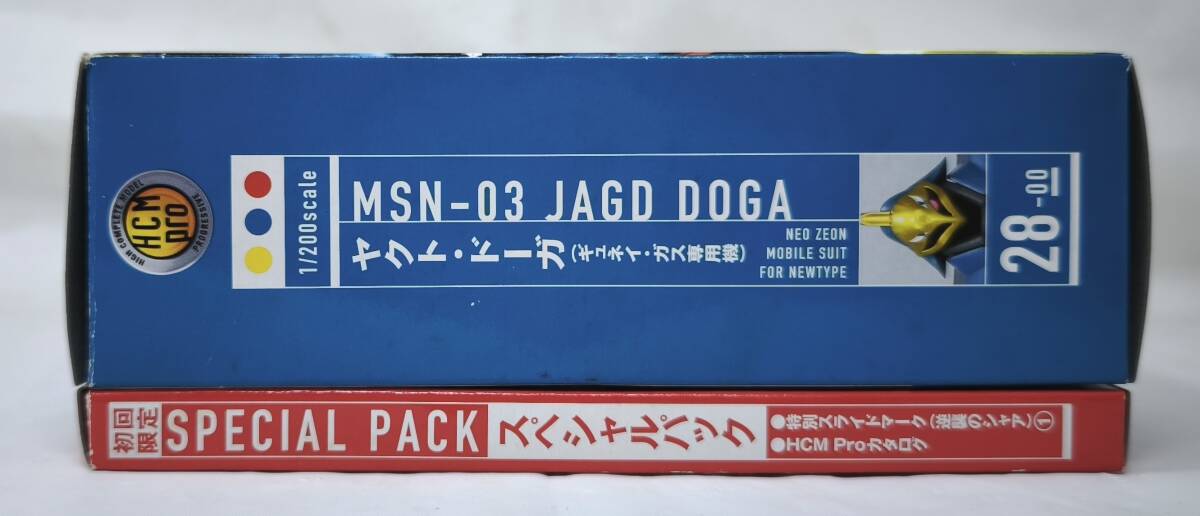 HIGH COMPLETE MODEL
HCM
pro
PROGRESSIVE
1/200scale
MSN-03 JAGD DOGA
ヤクト・ドーガ(ギュネイ・ガス専用機)
NEO ZEON
MOBILE SUIT
FOR NEWTYPE
28-00
初回
限定
SPECIAL PACK
スペシャルパック
●特別スライドマーク(逆襲のシャア)①
●HCM Proカタログ